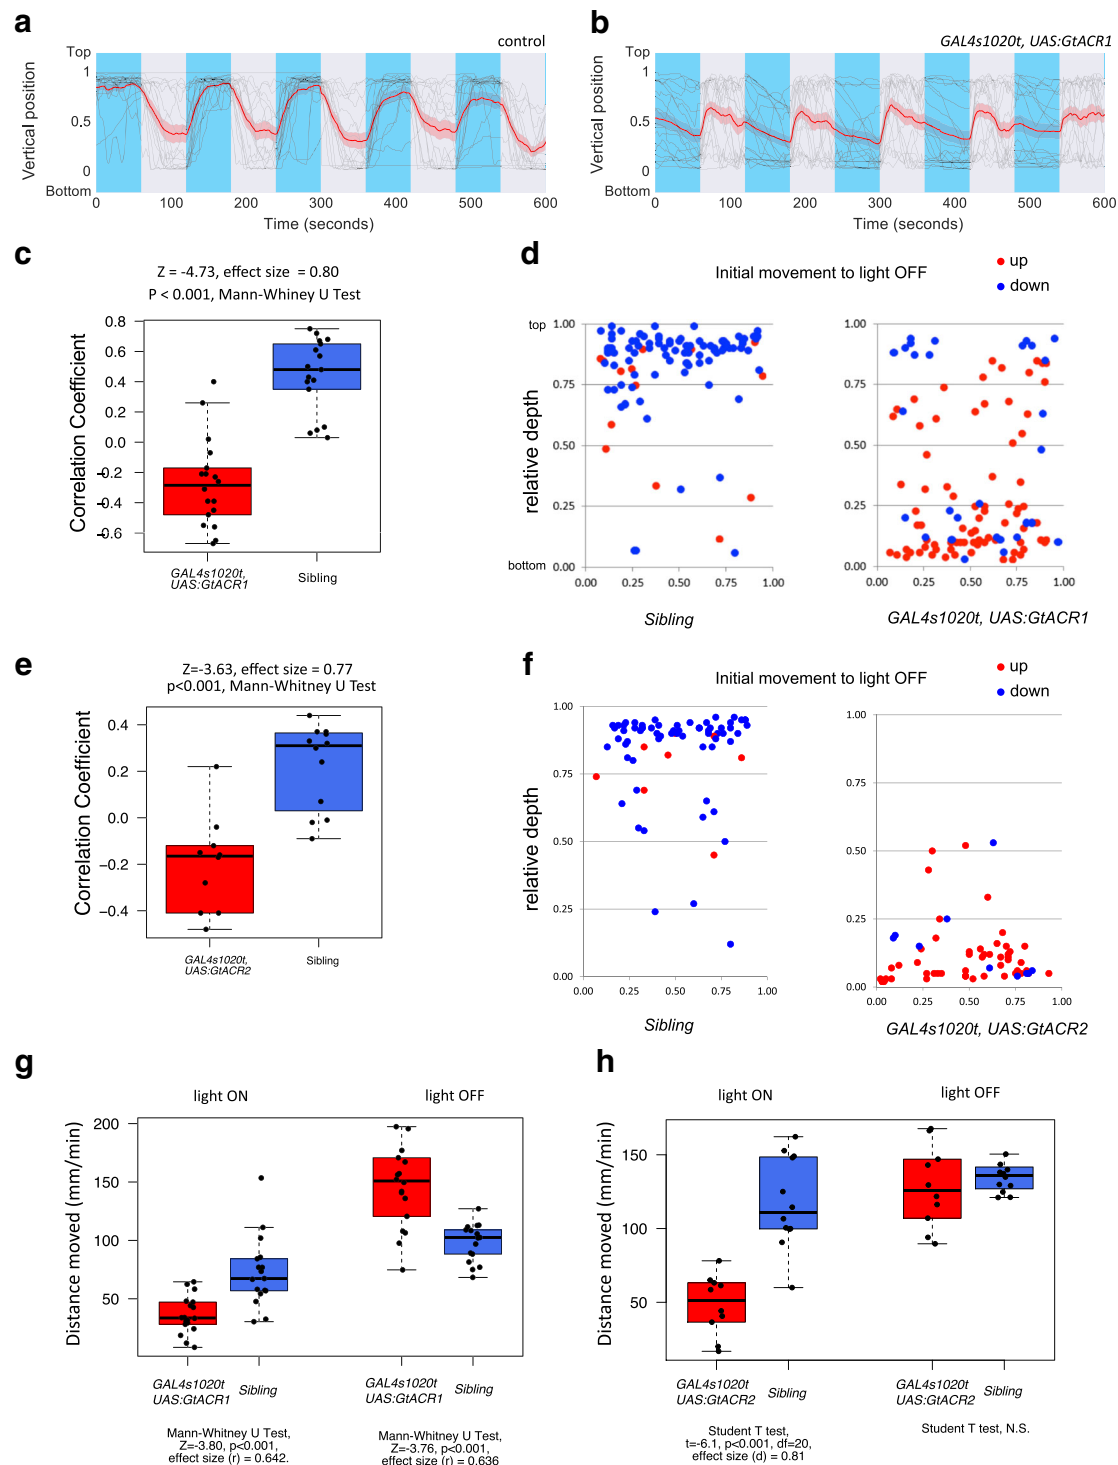 a
control
Top
1
0.5
0
Bottom
Vertical position
0 100 200 300 400 500 600
Time (seconds)
b
GAL4s1020t, UAS:GtACR1
Top
1
0.5
0
Bottom
Vertical position
0 100 200 300 400 500 600
Time (seconds)
c
Z = -4.73, effect size = 0.80
P < 0.001, Mann-Whiney U Test
Correlation Coefficient
0.8
0.6
0.4
0.2
0.0
−0.2
−0.4
−0.6
GAL4s1020t,
UAS:GtACR1
Sibling
d
Initial movement to light OFF
up
down
relative depth
top
1.00
0.75
0.50
0.25
0.00
bottom
0.00 0.25 0.50 0.75 1.00
Sibling
1.00
0.75
0.50
0.25
0.00
0.00 0.25 0.50 0.75 1.00
GAL4s1020t, UAS:GtACR1
e
Z=-3.63, effect size = 0.77
p<0.001, Mann-Whitney U Test
Correlation Coefficient
0.4
0.2
0.0
−0.2
−0.4
GAL4s1020t,
UAS:GtACR2
Sibling
f
Initial movement to light OFF
up
down
relative depth
1.00
0.75
0.50
0.25
0.00
0.00 0.25 0.50 0.75 1.00
Sibling
1.00
0.75
0.50
0.25
0.00
0.00 0.25 0.50 0.75 1.00
GAL4s1020t, UAS:GtACR2
g
light ON
light OFF
Distance moved (mm/min)
200
150
100
50
GAL4s1020t
UAS:GtACR1
Sibling
GAL4s1020t
UAS:GtACR1
Sibling
Mann-Whitney U Test,
Z=-3.80, p<0.001,
effect size (r) = 0.642.
Mann-Whitney U Test,
Z=-3.76, p<0.001,
effect size (r) = 0.636
h
light ON
light OFF
Distance moved (mm/min)
150
100
50
GAL4s1020t
UAS:GtACR2
Sibling
GAL4s1020t
UAS:GtACR2
Sibling
Student T test,
t=-6.1, p<0.001, df=20,
effect size (d) = 0.81
Student T test, N.S.